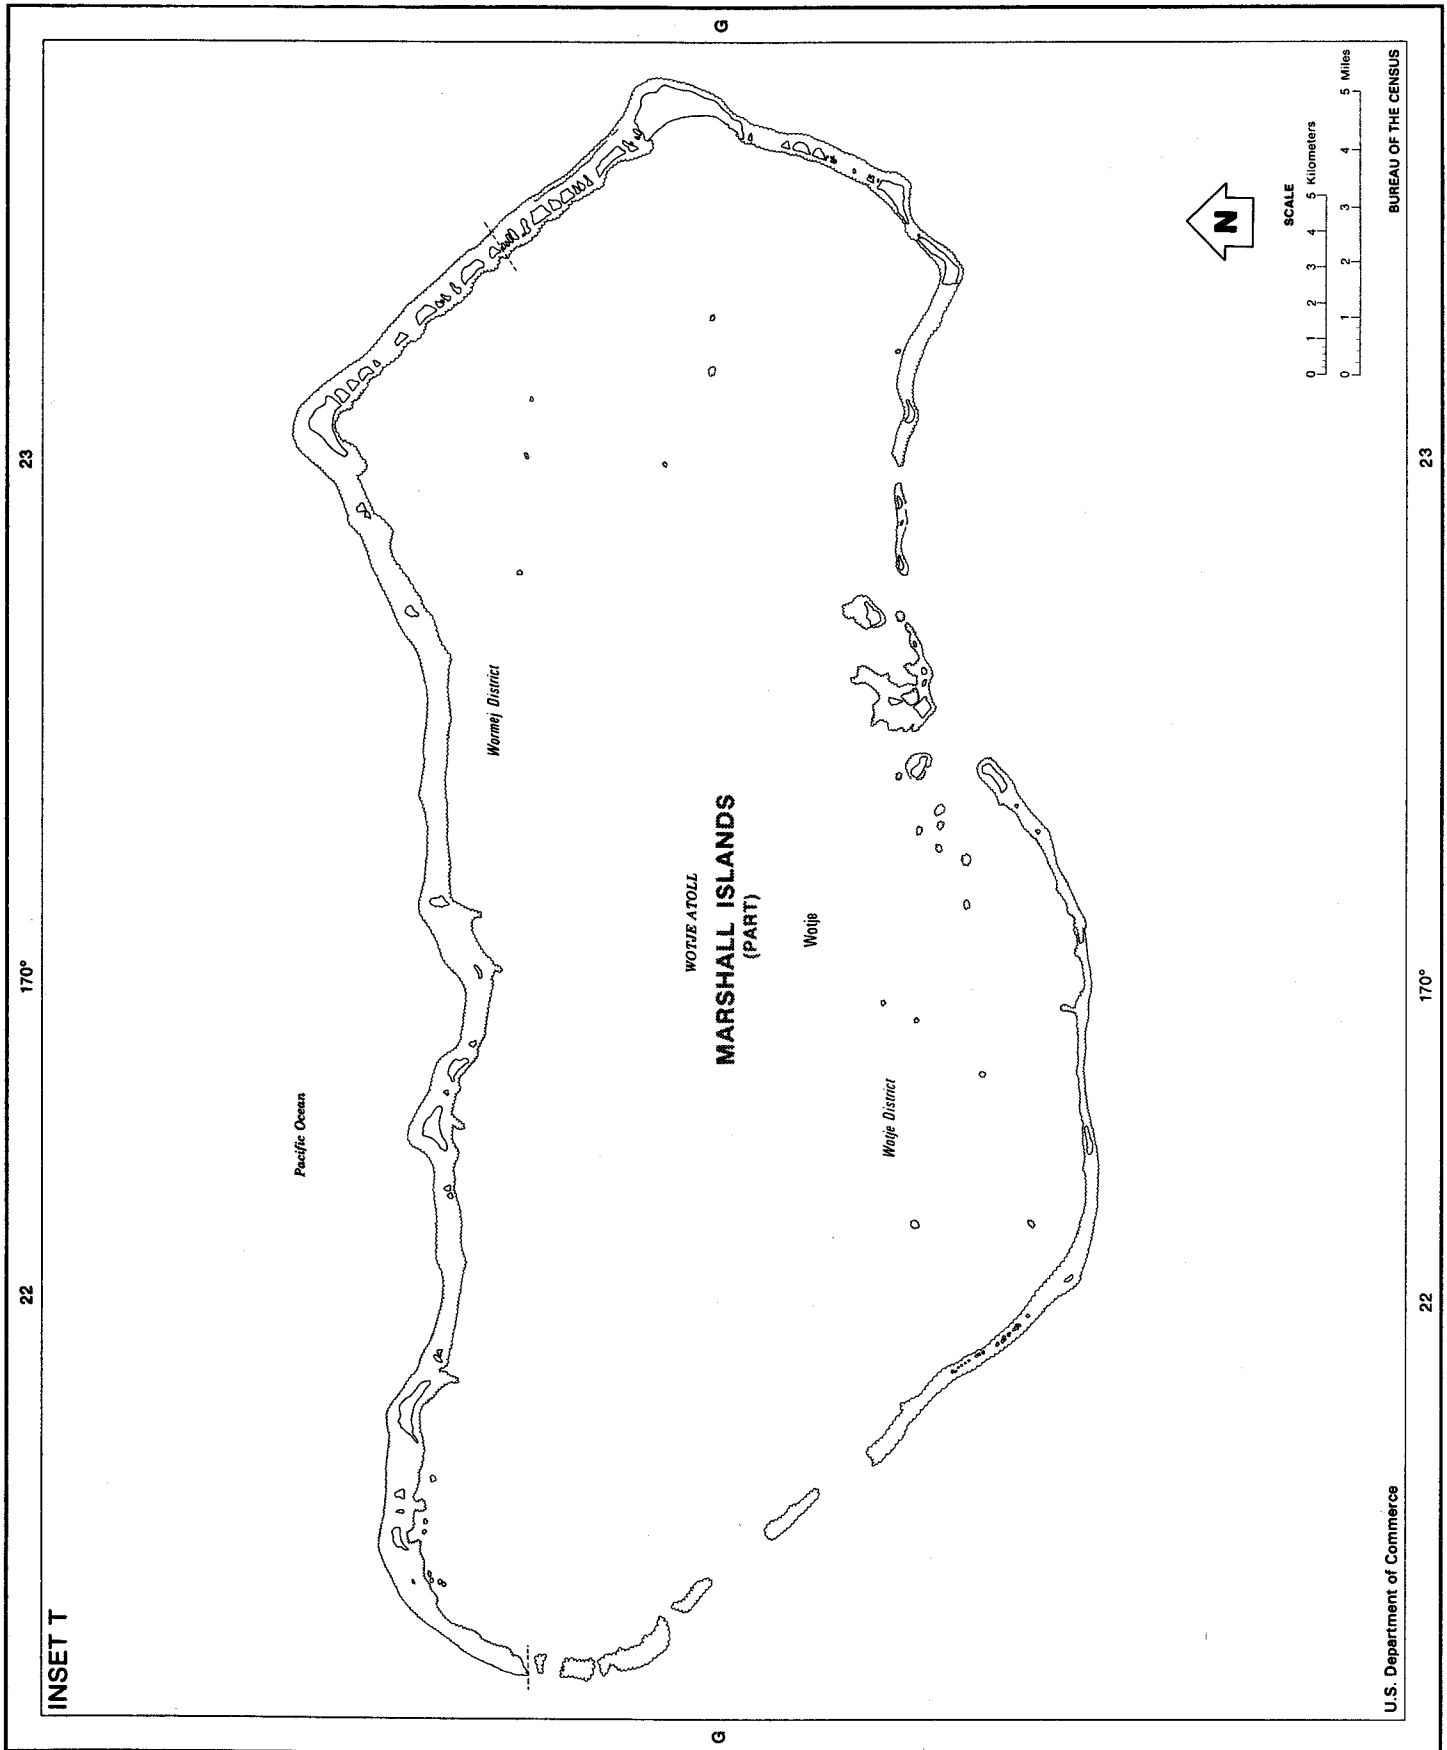 INSET T
22
170°
23
G
G
Pacific Ocean
Wormej District
WOTJE ATOLL
MARSHALL ISLANDS
(PART)
Wotje
Wotje District
N
SCALE
0 1 2 3 4 5 Kilometers
0 1 2 3 4 5 Miles
U.S. Department of Commerce
BUREAU OF THE CENSUS
22
170°
23